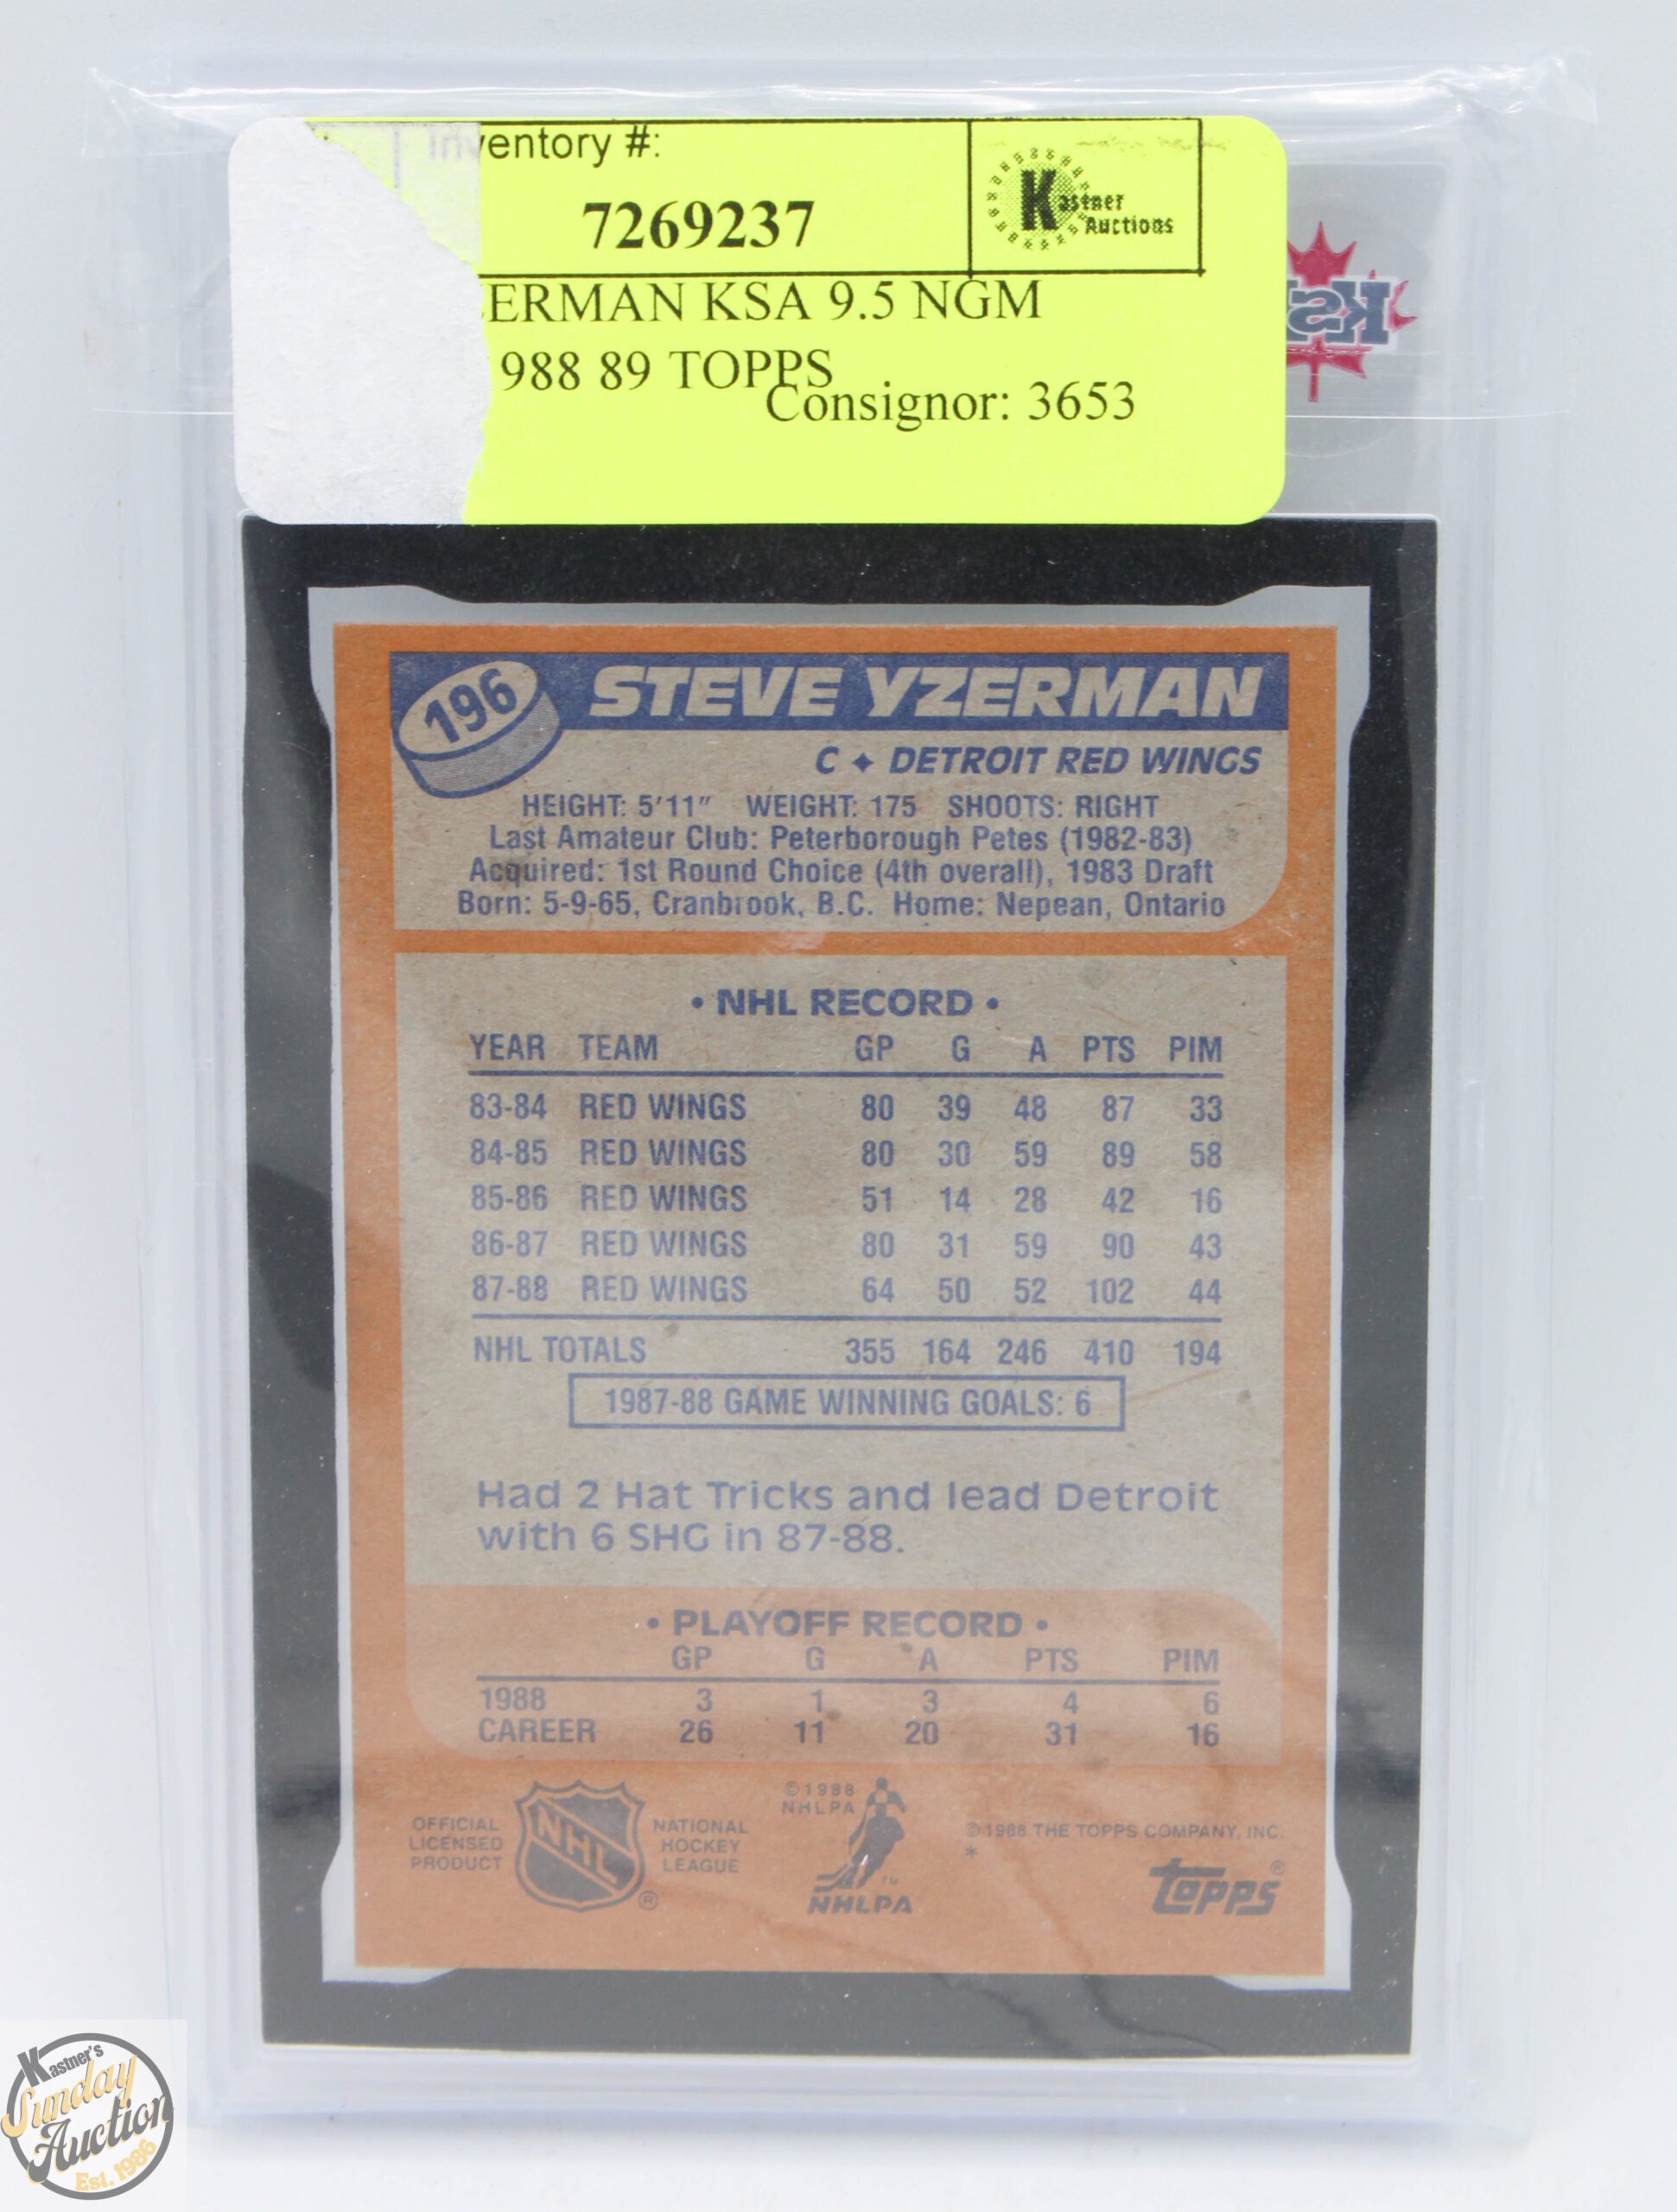 Inventory #:
7269237
Kastner
Auctions
ZERMAN KSA 9.5 NGM
1988 89 TOPPS
Consignor: 3653
KSA
196
STEVE YZERMAN
C ✦ DETROIT RED WINGS
HEIGHT: 5'11" WEIGHT: 175 SHOOTS: RIGHT
Last Amateur Club: Peterborough Petes (1982-83)
Acquired: 1st Round Choice (4th overall), 1983 Draft
Born: 5-9-65, Cranbrook, B.C. Home: Nepean, Ontario
• NHL RECORD •
YEAR TEAM GP G A PTS PIM
83-84 RED WINGS 80 39 48 87 33
84-85 RED WINGS 80 30 59 89 58
85-86 RED WINGS 51 14 28 42 16
86-87 RED WINGS 80 31 59 90 43
87-88 RED WINGS 64 50 52 102 44
NHL TOTALS 355 164 246 410 194
1987-88 GAME WINNING GOALS: 6
Had 2 Hat Tricks and lead Detroit
with 6 SHG in 87-88.
• PLAYOFF RECORD •
GP G A PTS PIM
1988 3 1 3 4 6
CAREER 26 11 20 31 16
OFFICIAL
LICENSED
PRODUCT
NHL
®
NATIONAL
HOCKEY
LEAGUE
©1988
NHLPA
NHLPA
©1988 THE TOPPS COMPANY, INC.
*
topps®
Kastner's
Sunday
Auction
Est. 1986